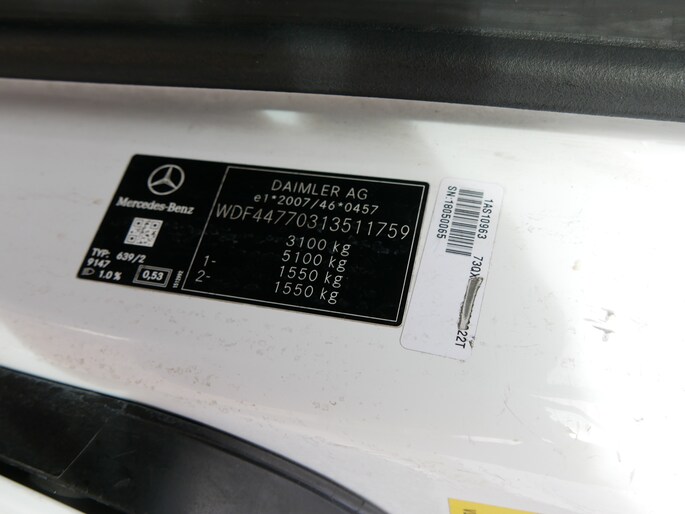 DAIMLER AG
e1*2007/46*0457
Mercedes-Benz
WDF44770313511759
3100 kg
1- 5100 kg
1550 kg
2- 1550 kg
TYP: 639/2
9147
1.0 % 0,53
1AS10963
SN:18050065